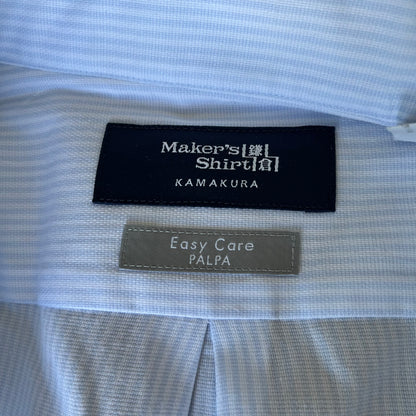 Maker's 鎌
Shirt 倉
KAMAKURA
Easy Care
PALPA